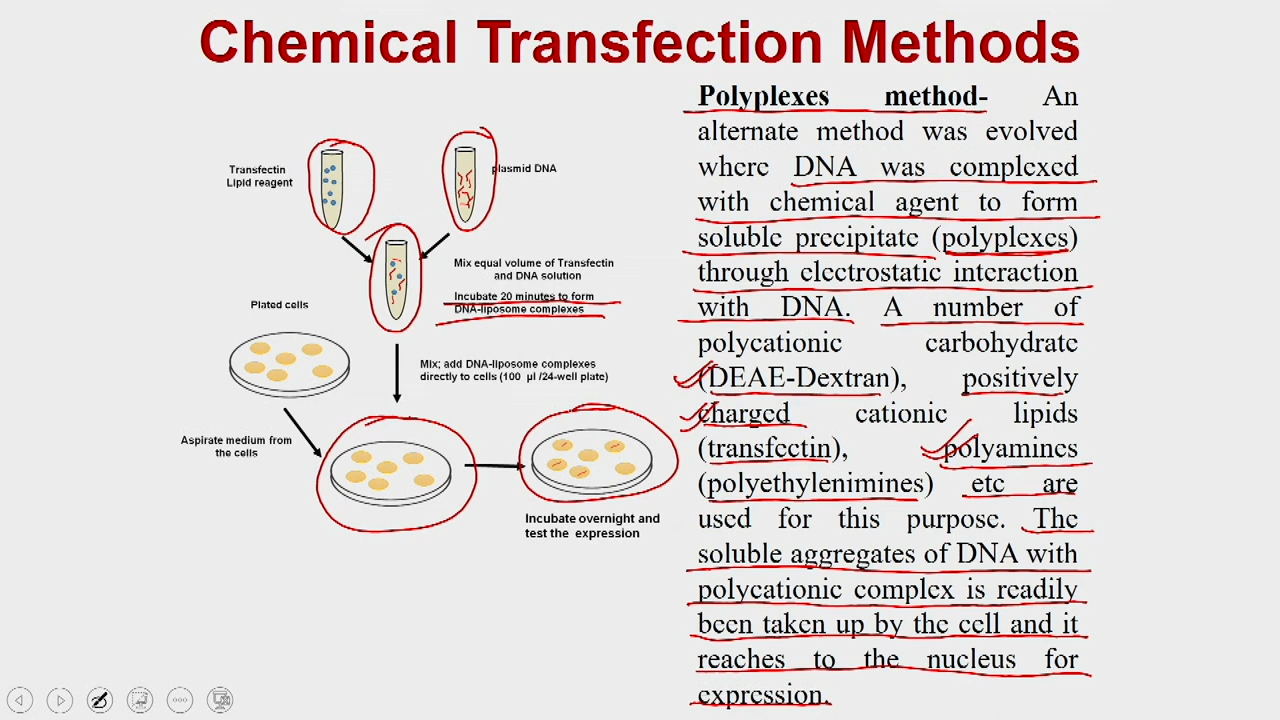 Chemical Transfection Methods
Transfectin
Lipid reagent
plasmid DNA
Mix equal volume of Transfectin
and DNA solution
Incubate 20 minutes to form
DNA-liposome complexes
Plated cells
Mix; add DNA-liposome complexes
directly to cells (100 µl /24-well plate)
Aspirate medium from
the cells
Incubate overnight and
test the expression
Polyplexes method- An
alternate method was evolved
where DNA was complexed
with chemical agent to form
soluble precipitate (polyplexes)
through electrostatic interaction
with DNA. A number of
polycationic carbohydrate
(DEAE-Dextran), positively
charged cationic lipids
(transfectin), polyamines
(polyethylenimines) etc are
used for this purpose. The
soluble aggregates of DNA with
polycationic complex is readily
been taken up by the cell and it
reaches to the nucleus for
expression.